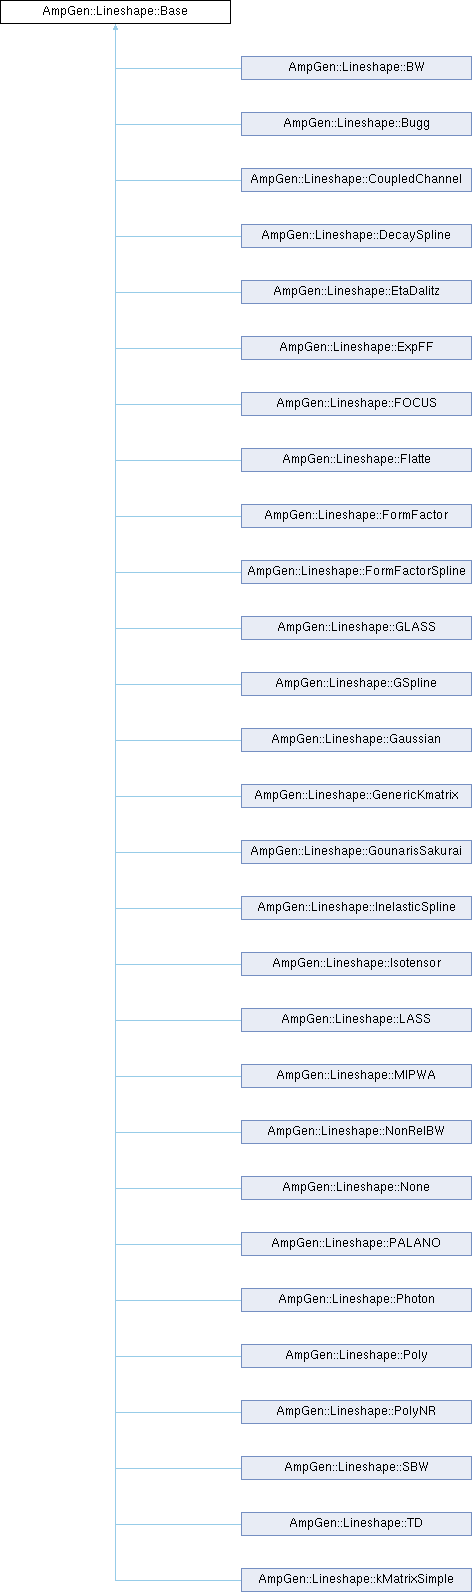 AmpGen::Lineshape::Base
AmpGen::Lineshape::BW
AmpGen::Lineshape::Bugg
AmpGen::Lineshape::CoupledChannel
AmpGen::Lineshape::DecaySpline
AmpGen::Lineshape::EtaDalitz
AmpGen::Lineshape::ExpFF
AmpGen::Lineshape::FOCUS
AmpGen::Lineshape::Flatte
AmpGen::Lineshape::FormFactor
AmpGen::Lineshape::FormFactorSpline
AmpGen::Lineshape::GLASS
AmpGen::Lineshape::GSpline
AmpGen::Lineshape::Gaussian
AmpGen::Lineshape::GenericKmatrix
AmpGen::Lineshape::GounarisSakurai
AmpGen::Lineshape::InelasticSpline
AmpGen::Lineshape::Isotensor
AmpGen::Lineshape::LASS
AmpGen::Lineshape::MIPWA
AmpGen::Lineshape::NonRelBW
AmpGen::Lineshape::None
AmpGen::Lineshape::PALANO
AmpGen::Lineshape::Photon
AmpGen::Lineshape::Poly
AmpGen::Lineshape::PolyNR
AmpGen::Lineshape::SBW
AmpGen::Lineshape::TD
AmpGen::Lineshape::kMatrixSimple